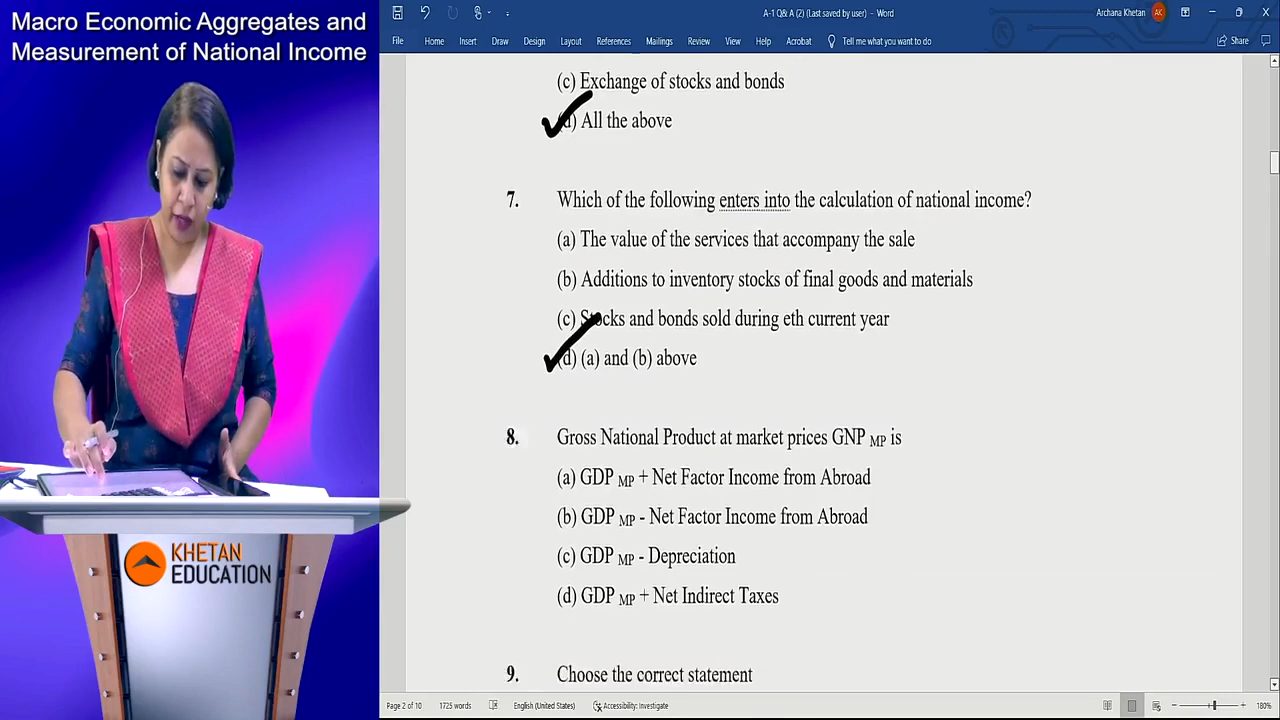 Macro Economic Aggregates and
Measurement of National Income
A-1 Q& A (2) (Last saved by user) - Word
Archana Khetan
AK
File Home Insert Draw Design Layout References Mailings Review View Help Acrobat Tell me what you want to do
Share
(c) Exchange of stocks and bonds
(d) All the above
7. Which of the following enters into the calculation of national income?
(a) The value of the services that accompany the sale
(b) Additions to inventory stocks of final goods and materials
(c) Stocks and bonds sold during eth current year
(d) (a) and (b) above
8. Gross National Product at market prices GNP MP is
(a) GDP MP + Net Factor Income from Abroad
(b) GDP MP - Net Factor Income from Abroad
(c) GDP MP - Depreciation
(d) GDP MP + Net Indirect Taxes
9. Choose the correct statement
KHETAN
EDUCATION
Page 2 of 10 1725 words English (United States) Accessibility: Investigate 180%